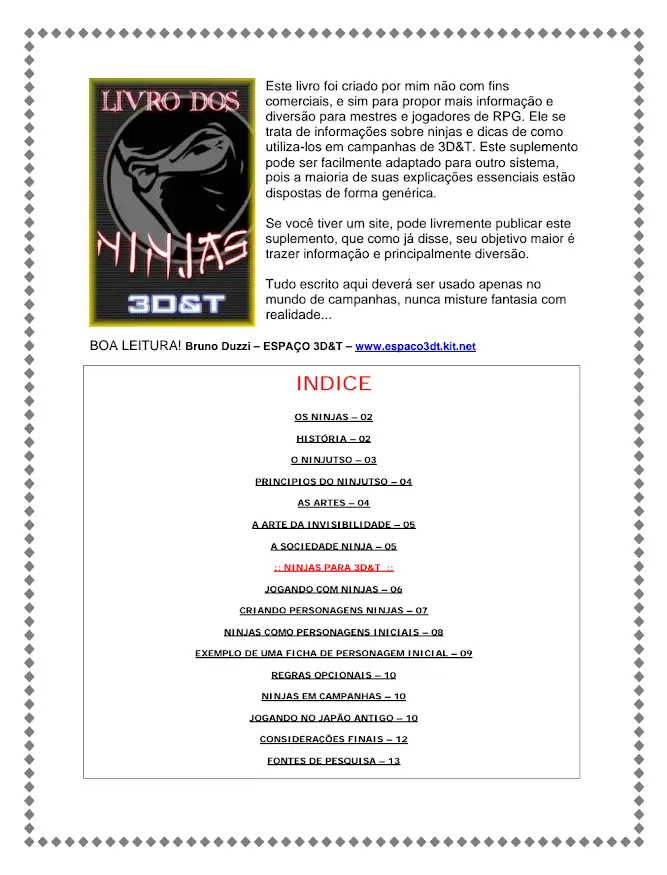 LIVRO DOS
NINJAS
3D&T
Este livro foi criado por mim não com fins
comerciais, e sim para propor mais informação e
diversão para mestres e jogadores de RPG. Ele se
trata de informações sobre ninjas e dicas de como
utiliza-los em campanhas de 3D&T. Este suplemento
pode ser facilmente adaptado para outro sistema,
pois a maioria de suas explicações essenciais estão
dispostas de forma genérica.
Se você tiver um site, pode livremente publicar este
suplemento, que como já disse, seu objetivo maior é
trazer informação e principalmente diversão.
Tudo escrito aqui deverá ser usado apenas no
mundo de campanhas, nunca misture fantasia com
realidade...
BOA LEITURA! Bruno Duzzi – ESPAÇO 3D&T – www.espaco3dt.kit.net
INDICE
OS NINJAS – 02
HISTÓRIA – 02
O NINJUTSO – 03
PRINCIPIOS DO NINJUTSO – 04
AS ARTES – 04
A ARTE DA INVISIBILIDADE – 05
A SOCIEDADE NINJA – 05
:: NINJAS PARA 3D&T ::
JOGANDO COM NINJAS – 06
CRIANDO PERSONAGENS NINJAS – 07
NINJAS COMO PERSONAGENS INICIAIS – 08
EXEMPLO DE UMA FICHA DE PERSONAGEM INICIAL – 09
REGRAS OPCIONAIS – 10
NINJAS EM CAMPANHAS – 10
JOGANDO NO JAPÃO ANTIGO – 10
CONSIDERAÇÕES FINAIS – 12
FONTES DE PESQUISA – 13